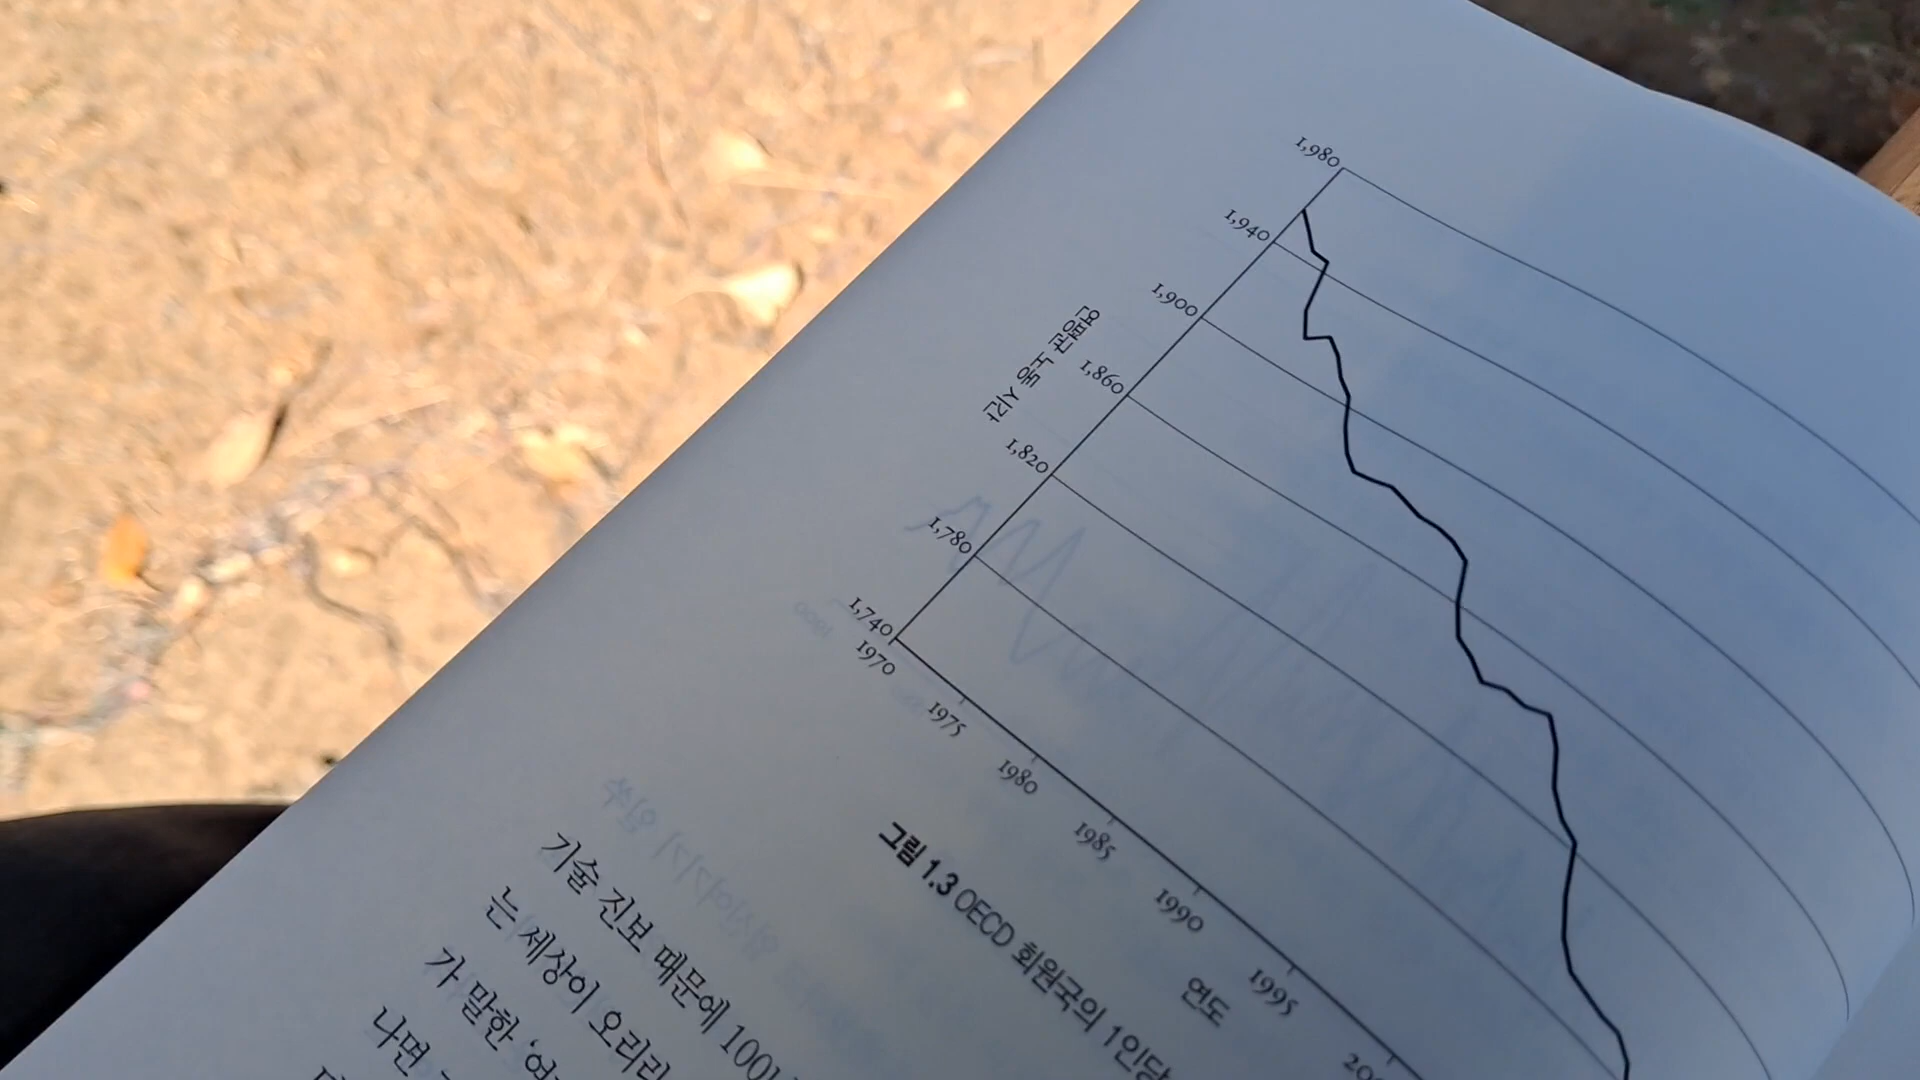 1,980
1,940
1,900
1,860
1,820
1,780
1,740
연평균 노동 시간
1970
1975
1980
1985
1990
1995
연도
그림 1.3 OECD 회원국의 1인당
기술 진보 때문에
는 세상이 오리라
가 말한
나면